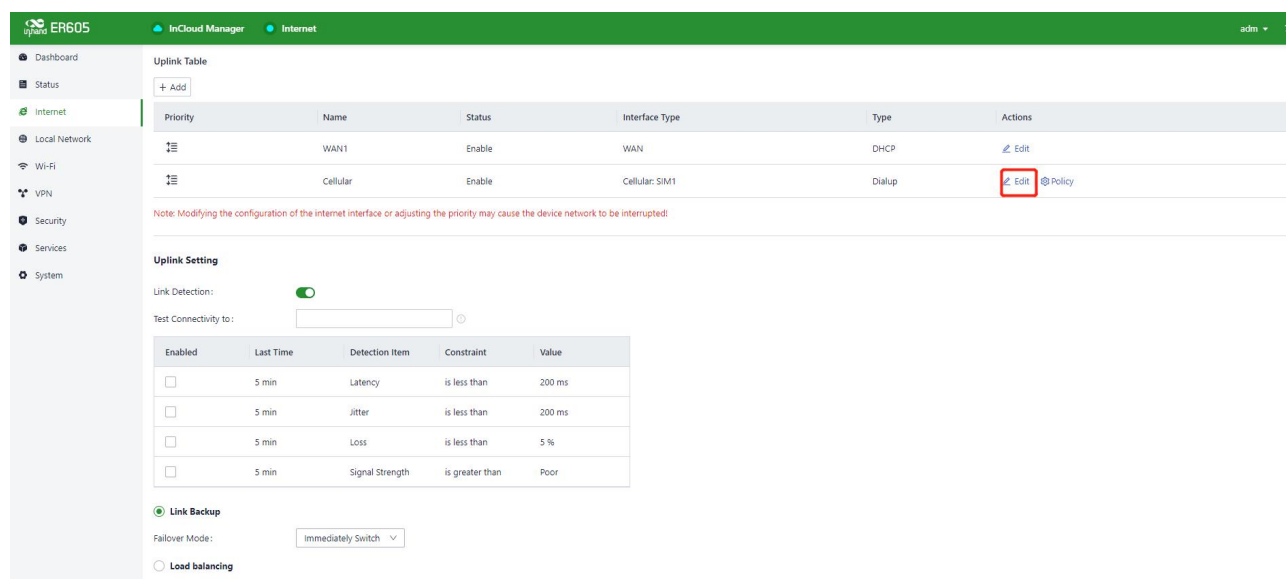 inhand ER605 InCloud Manager Internet adm
Dashboard
Status
Internet
Local Network
Wi-Fi
VPN
Security
Services
System
Uplink Table
+ Add
Priority Name Status Interface Type Type Actions
WAN1 Enable WAN DHCP Edit
Cellular Enable Cellular: SIM1 Dialup Edit Policy
Note: Modifying the configuration of the internet interface or adjusting the priority may cause the device network to be interrupted!
Uplink Setting
Link Detection:
Test Connectivity to:
Enabled Last Time Detection Item Constraint Value
5 min Latency is less than 200 ms
5 min Jitter is less than 200 ms
5 min Loss is less than 5 %
5 min Signal Strength is greater than Poor
Link Backup
Failover Mode: Immediately Switch
Load balancing